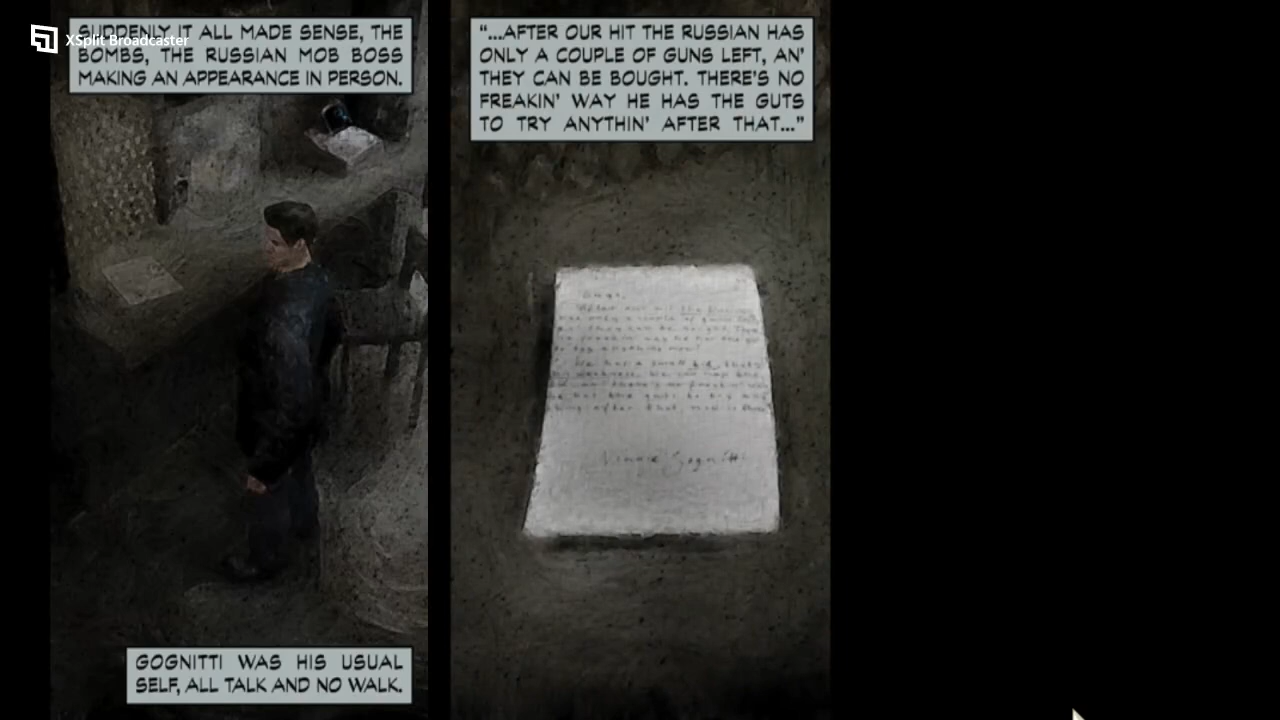 XSplit Broadcaster
SUDDENLY IT ALL MADE SENSE, THE
BOMBS, THE RUSSIAN MOB BOSS
MAKING AN APPEARANCE IN PERSON.
GOGNITTI WAS HIS USUAL
SELF, ALL TALK AND NO WALK.
“...AFTER OUR HIT THE RUSSIAN HAS
ONLY A COUPLE OF GUNS LEFT, AN'
THEY CAN BE BOUGHT. THERE'S NO
FREAKIN' WAY HE HAS THE GUTS
TO TRY ANYTHIN' AFTER THAT...”
Vinnie Gognitti